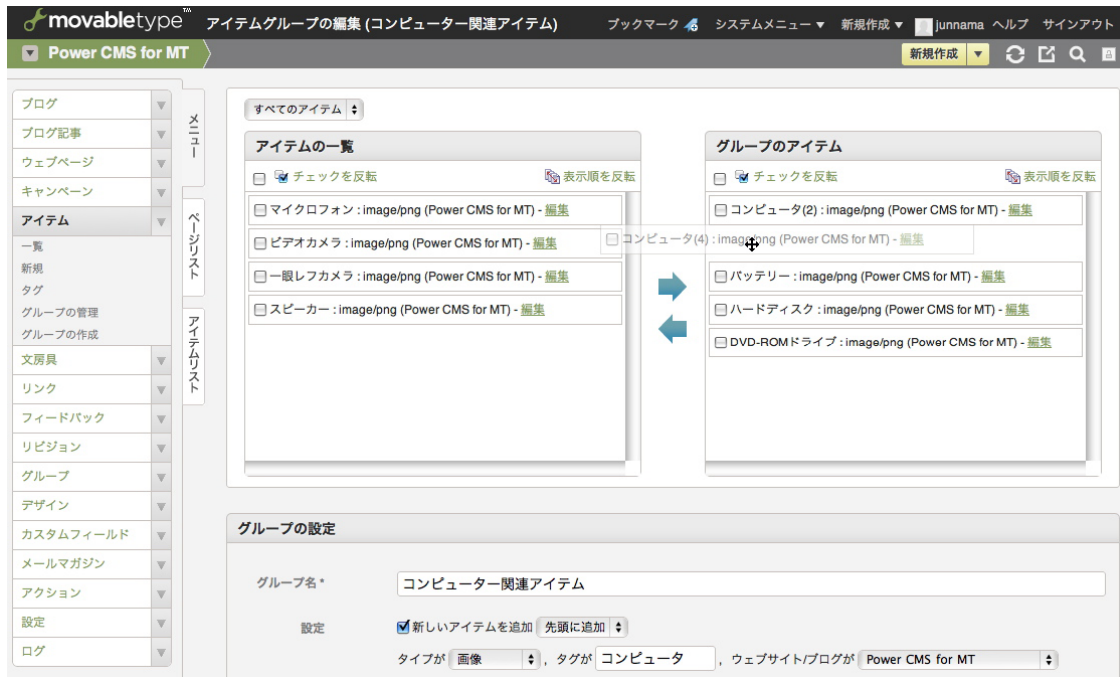 movabletype™ アイテムグループの編集 (コンピューター関連アイテム) ブックマーク システムメニュー 新規作成 junnama ヘルプ サインアウト
Power CMS for MT 新規作成
ブログ
ブログ記事
ウェブページ
キャンペーン
アイテム
一覧
新規
タグ
グループの管理
グループの作成
文房具
リンク
フィードバック
リビジョン
グループ
デザイン
カスタムフィールド
メールマガジン
アクション
設定
ログ
メニュー
ページリスト
アイテムリスト
すべてのアイテム
アイテムの一覧
チェックを反転 表示順を反転
マイクロフォン : image/png (Power CMS for MT) - 編集
ビデオカメラ : image/png (Power CMS for MT) - 編集
一眼レフカメラ : image/png (Power CMS for MT) - 編集
スピーカー : image/png (Power CMS for MT) - 編集
グループのアイテム
チェックを反転 表示順を反転
コンピュータ(2) : image/png (Power CMS for MT) - 編集
コンピュータ(4) : image/png (Power CMS for MT) - 編集
バッテリー : image/png (Power CMS for MT) - 編集
ハードディスク : image/png (Power CMS for MT) - 編集
DVD-ROMドライブ : image/png (Power CMS for MT) - 編集
グループの設定
グループ名 * コンピューター関連アイテム
設定 新しいアイテムを追加 先頭に追加
タイプが 画像 , タグが コンピュータ , ウェブサイト/ブログが Power CMS for MT